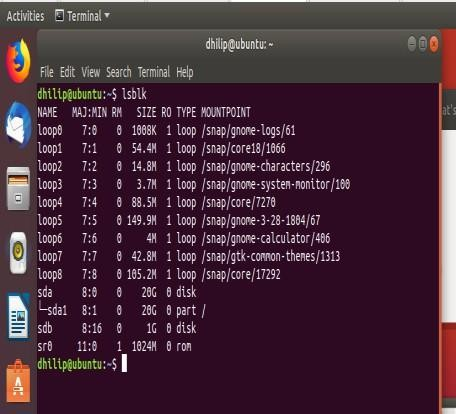 Activities Terminal
dhilip@ubuntu: ~
File Edit View Search Terminal Help
dhilip@ubuntu:~$ lsblk
NAME MAJ:MIN RM SIZE RO TYPE MOUNTPOINT
loop0 7:0 0 1008K 1 loop /snap/gnome-logs/61
loop1 7:1 0 54.4M 1 loop /snap/core18/1066
loop2 7:2 0 14.8M 1 loop /snap/gnome-characters/296
loop3 7:3 0 3.7M 1 loop /snap/gnome-system-monitor/100
loop4 7:4 0 88.5M 1 loop /snap/core/7270
loop5 7:5 0 149.9M 1 loop /snap/gnome-3-28-1804/67
loop6 7:6 0 4M 1 loop /snap/gnome-calculator/406
loop7 7:7 0 42.8M 1 loop /snap/gtk-common-themes/1313
loop8 7:8 0 105.2M 1 loop /snap/core/17292
sda 8:0 0 20G 0 disk
└─sda1 8:1 0 20G 0 part /
sdb 8:16 0 1G 0 disk
sr0 11:0 1 1024M 0 rom
dhilip@ubuntu:~$